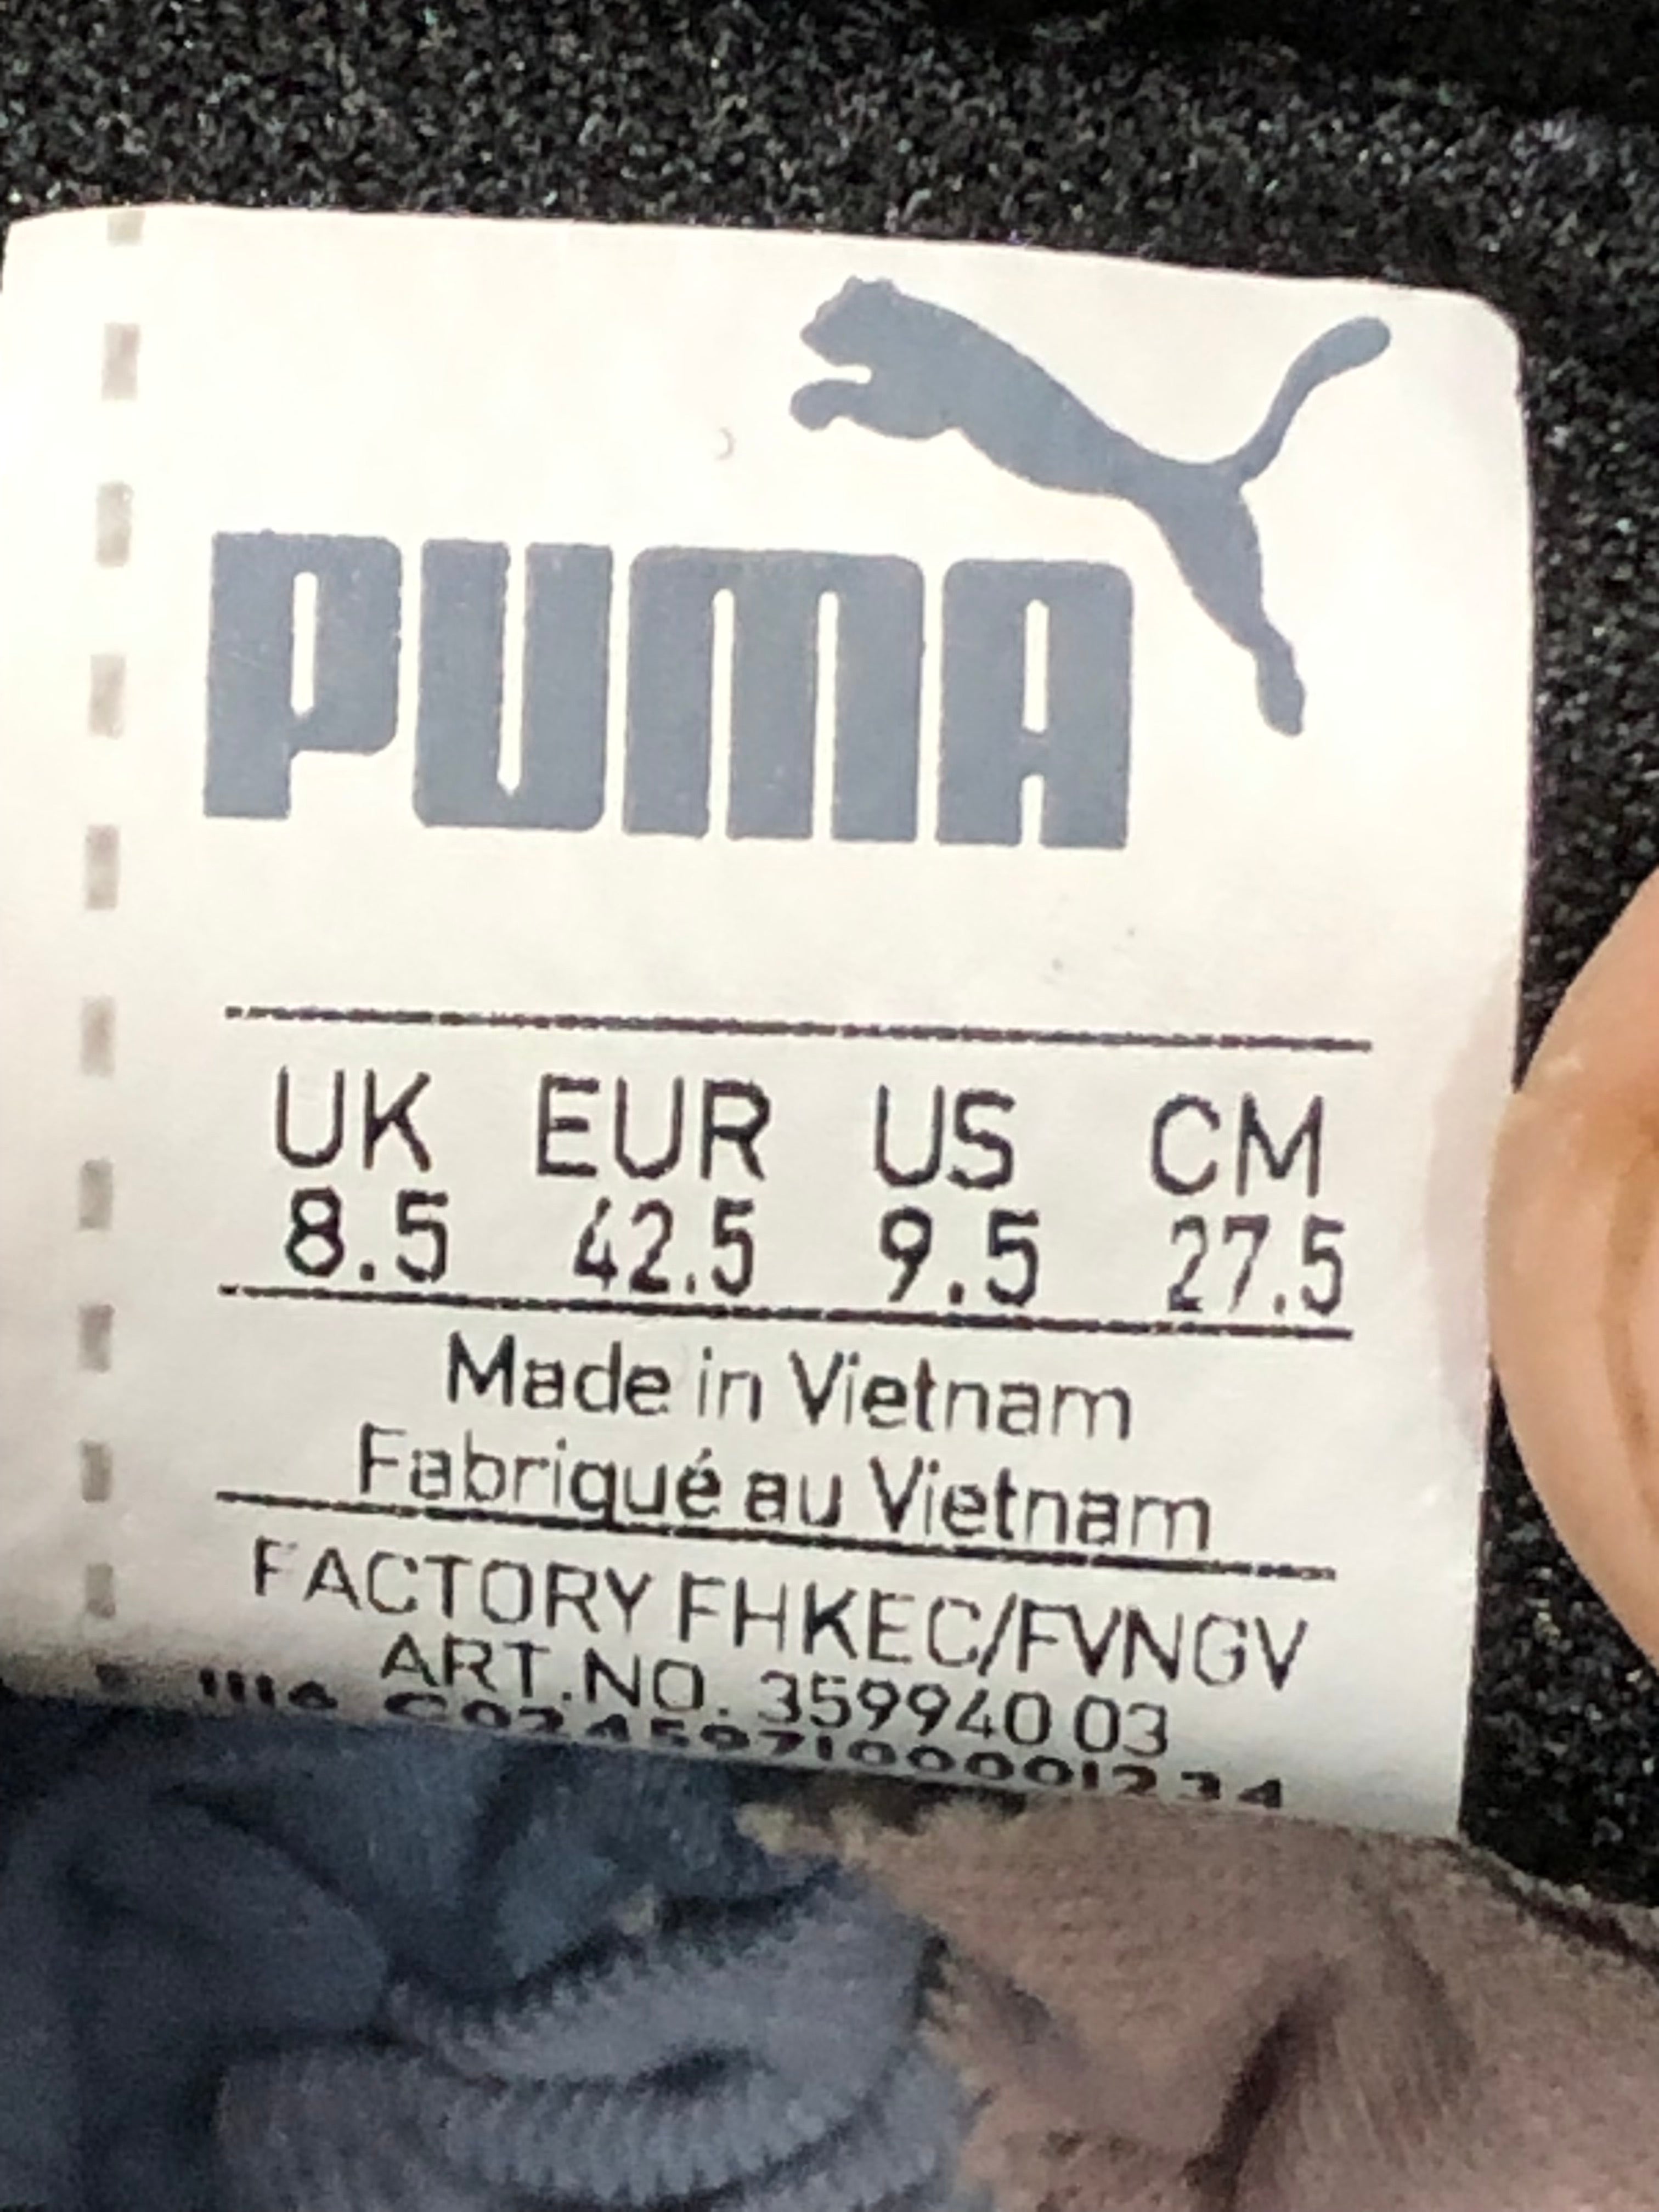 PUMA
UK EUR US CM
8.5 42.5 9.5 27.5
Made in Vietnam
Fabriqué au Vietnam
FACTORY FHKEC/FVNGV
ART.NO. 359940 03